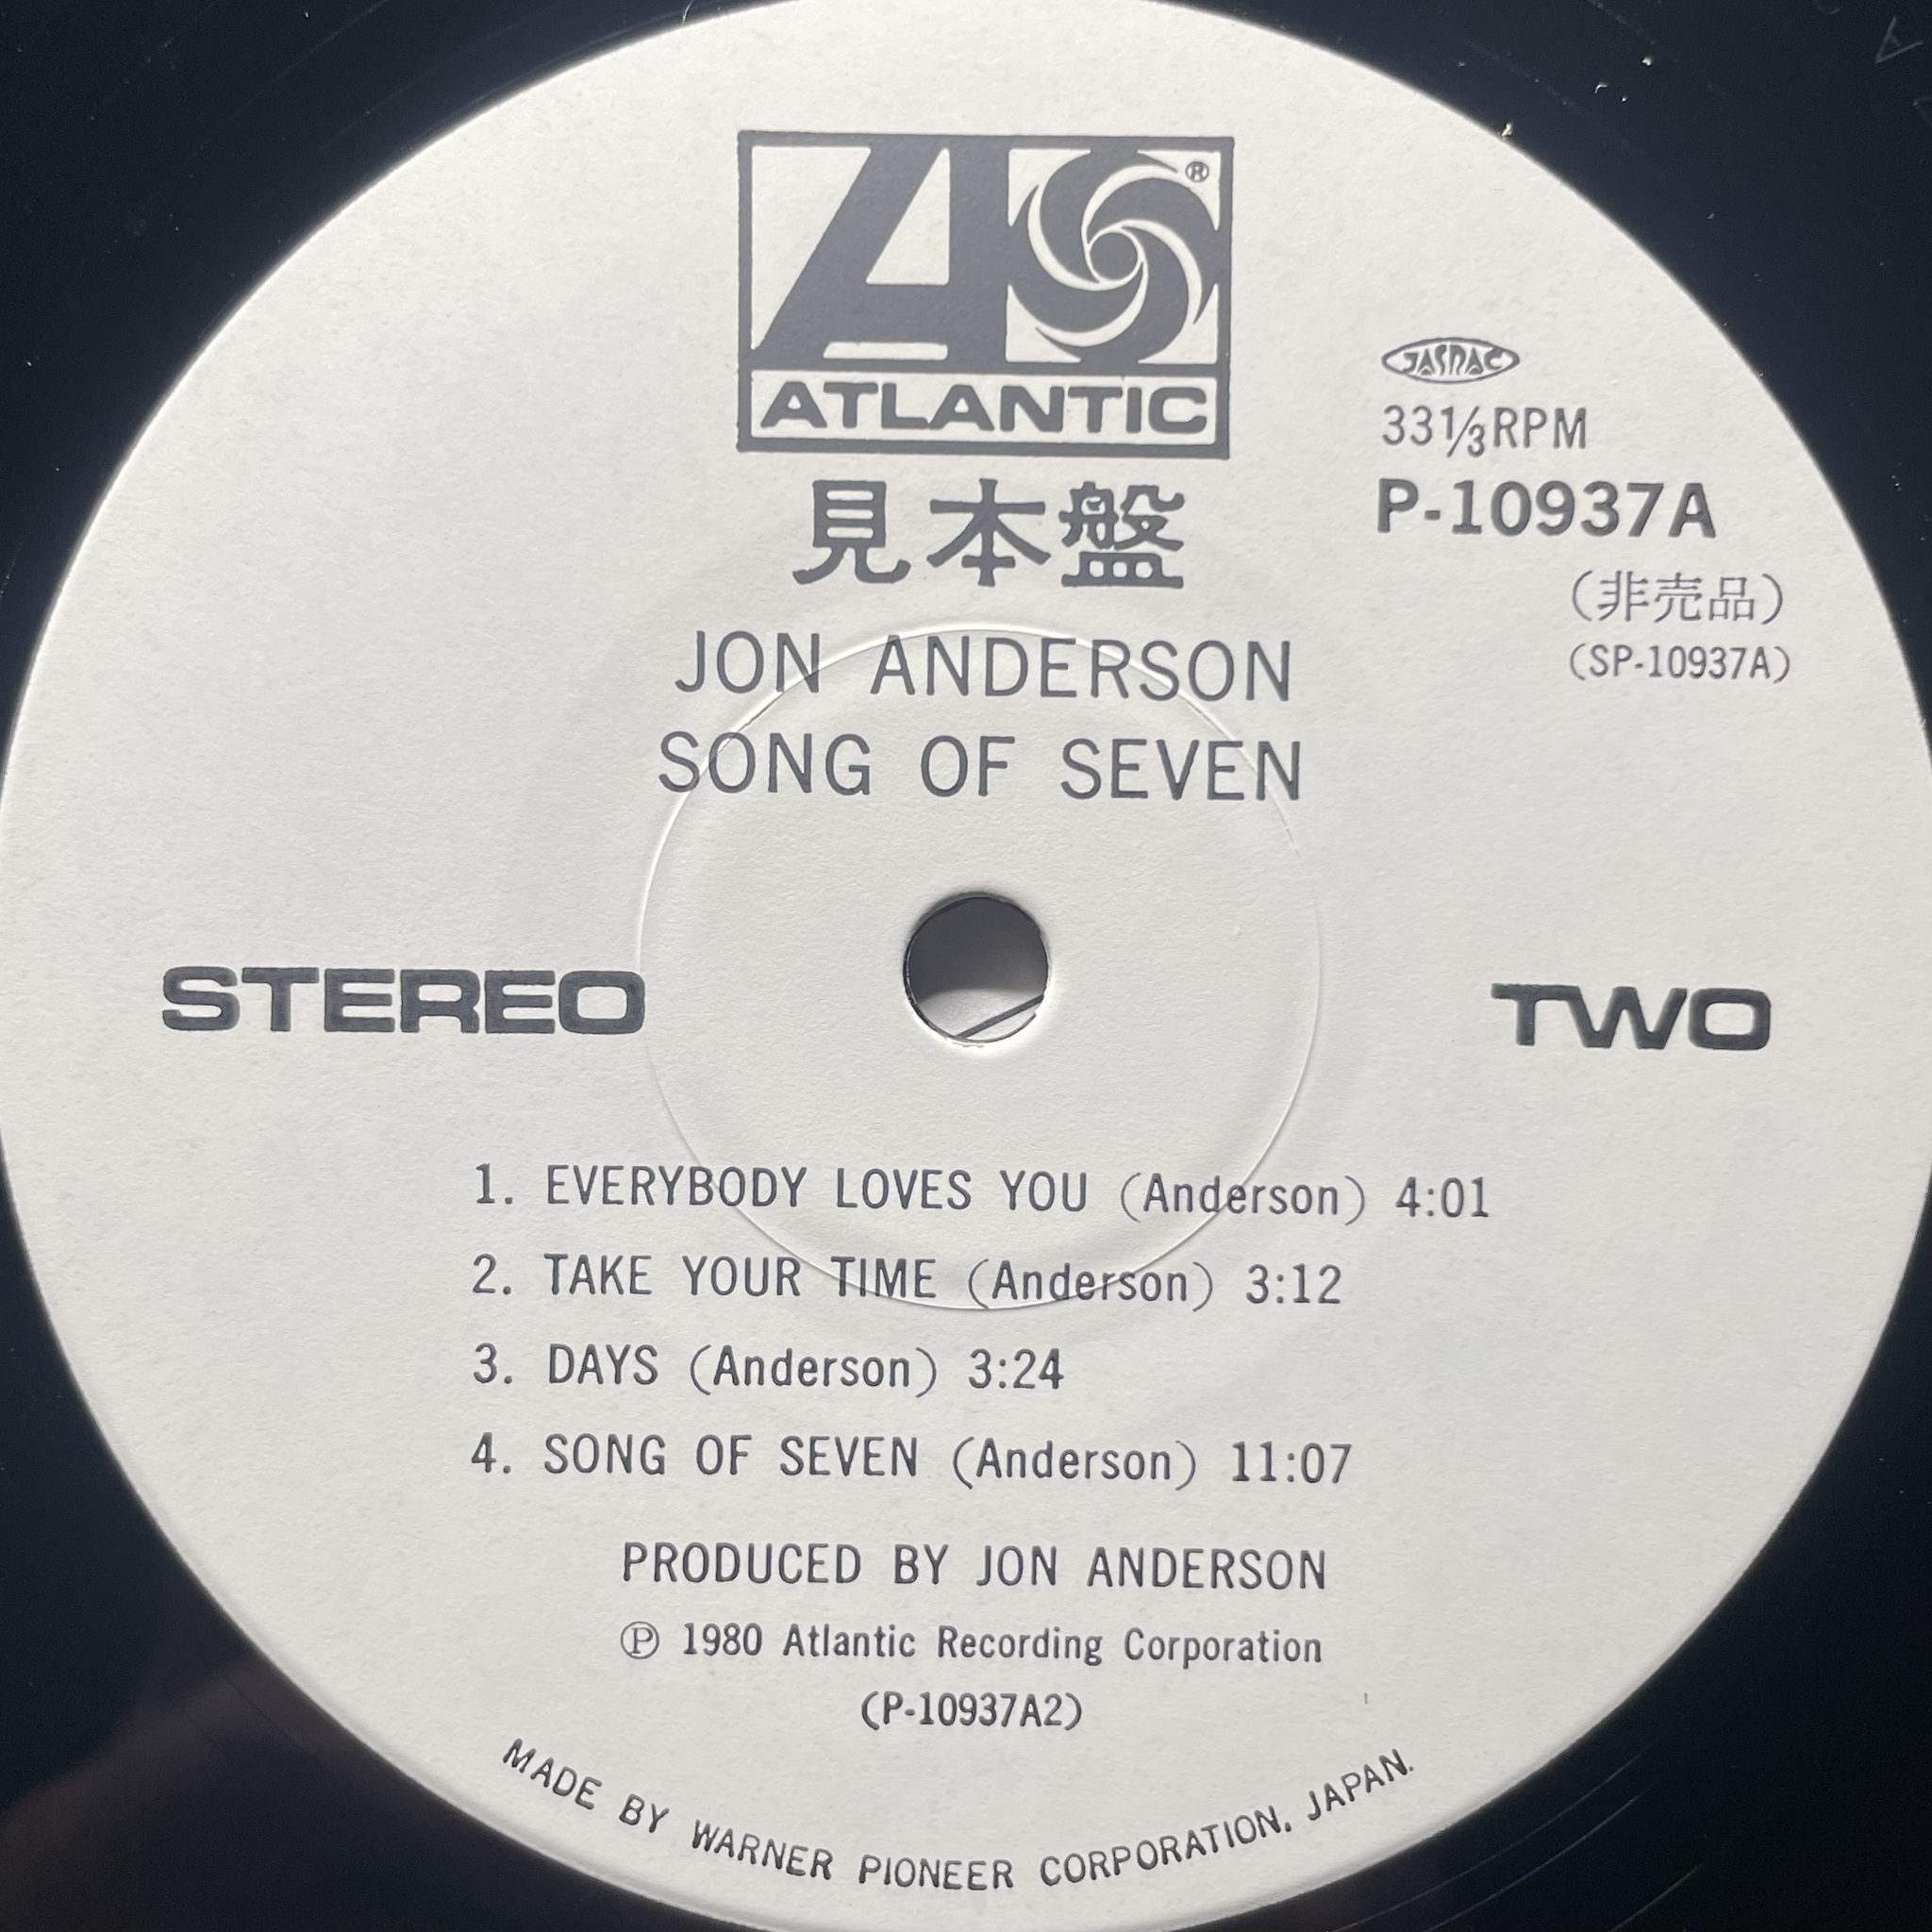 ®
ATLANTIC
JASRAC
33⅓RPM
P-10937A
見本盤
(非売品)
(SP-10937A)
JON ANDERSON
SONG OF SEVEN
STEREO
TWO
1. EVERYBODY LOVES YOU (Anderson) 4:01
2. TAKE YOUR TIME (Anderson) 3:12
3. DAYS (Anderson) 3:24
4. SONG OF SEVEN (Anderson) 11:07
PRODUCED BY JON ANDERSON
Ⓟ 1980 Atlantic Recording Corporation
(P-10937A2)
MADE BY WARNER PIONEER CORPORATION, JAPAN.